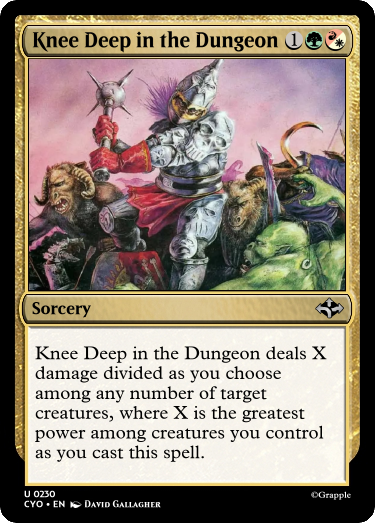 Knee Deep in the Dungeon 1
Sorcery
Knee Deep in the Dungeon deals X
damage divided as you choose
among any number of target
creatures, where X is the greatest
power among creatures you control
as you cast this spell.
U 0230
CYO • EN DAVID GALLAGHER
©Grapple